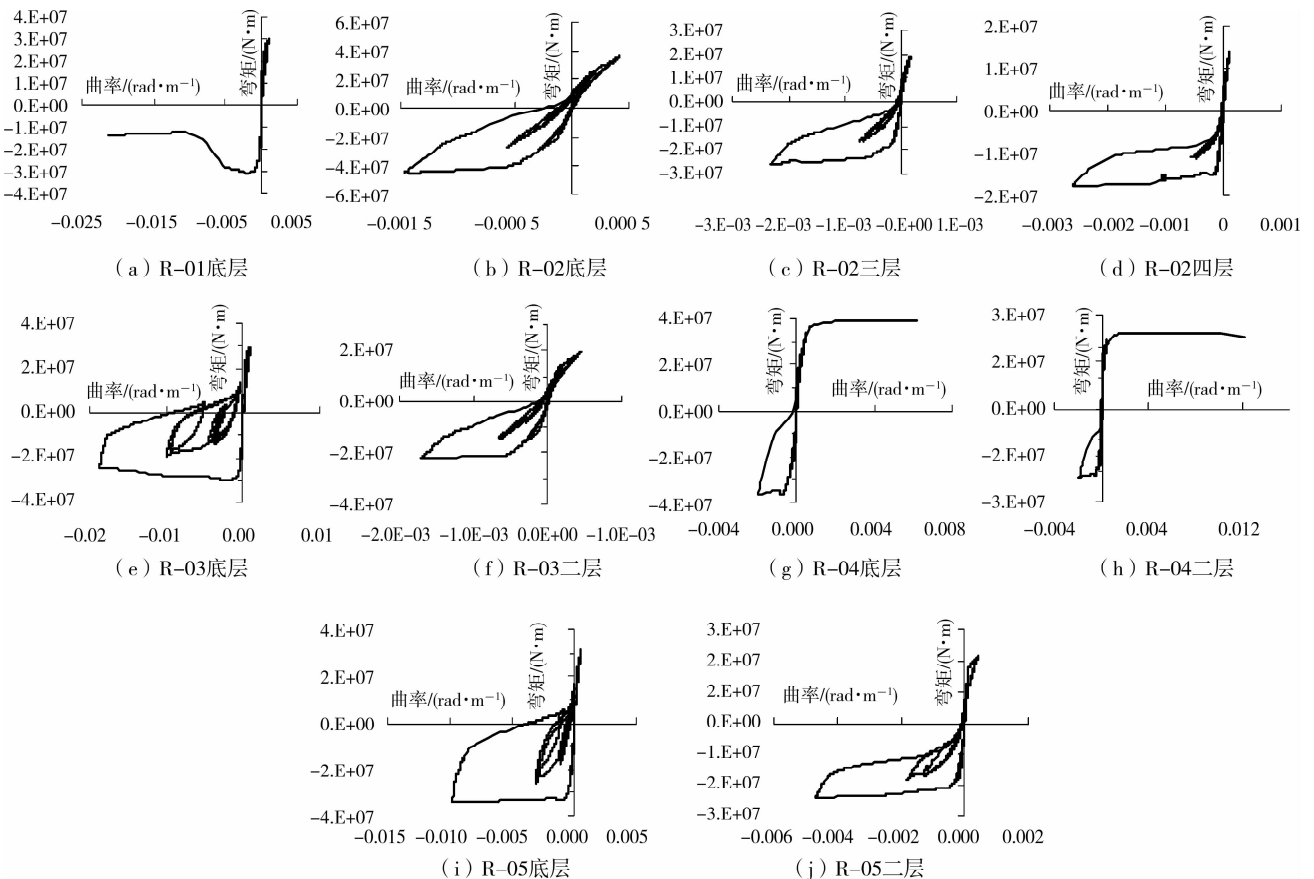 4.E+07
3.E+07
2.E+07
1.E+07
0.E+00
-1.E+07
-2.E+07
-3.E+07
-4.E+07
弯矩/(N·m)
曲率/(rad·m⁻¹)
-0.025 -0.015 -0.005 0.005
(a) R-01底层
6.E+07
4.E+07
2.E+07
0.E+00
-2.E+07
-4.E+07
-6.E+07
弯矩/(N·m)
曲率/(rad·m⁻¹)
-0.001 5 -0.000 5 0.000 5
(b) R-02底层
3.E+07
2.E+07
1.E+07
0.E+00
-1.E+07
-2.E+07
-3.E+07
弯矩/(N·m)
曲率/(rad·m⁻¹)
-3.E-03 -2.E-03 -1.E-03 -0.E+00 1.E-03
(c) R-02三层
2.E+07
1.E+07
0.E+00
-1.E+07
-2.E+07
弯矩/(N·m)
曲率/(rad·m⁻¹)
-0.003 -0.002 -0.001 0 0.001
(d) R-02四层
4.E+07
2.E+07
0.E+00
-2.E+07
-4.E+07
弯矩/(N·m)
曲率/(rad·m⁻¹)
-0.02 -0.01 0.00 0.01
(e) R-03底层
2.E+07
0.E+00
-2.E+07
-4.E+07
弯矩/(N·m)
曲率/(rad·m⁻¹)
-2.0E-03 -1.0E-03 0.0E+00 -1.0E-03
(f) R-03二层
4.E+07
2.E+07
0.E+00
-2.E+07
-4.E+07
弯矩/(N·m)
曲率/(rad·m⁻¹)
-0.004 0.000 0.004 0.008
(g) R-04底层
3.E+07
2.E+07
0.E+00
-2.E+07
-3.E+07
弯矩/(N·m)
曲率/(rad·m⁻¹)
-0.004 0.004 0.012
(h) R-04二层
4.E+07
2.E+07
0.E+00
-2.E+07
-4.E+07
弯矩/(N·m)
曲率/(rad·m⁻¹)
-0.015 -0.010 -0.005 0.000 0.005
(i) R-05底层
3.E+07
2.E+07
2.E+07
0.E+00
-1.E+07
-2.E+07
-3.E+07
弯矩/(N·m)
曲率/(rad·m⁻¹)
-0.006 -0.004 -0.002 0.000 0.002
(j) R-05二层